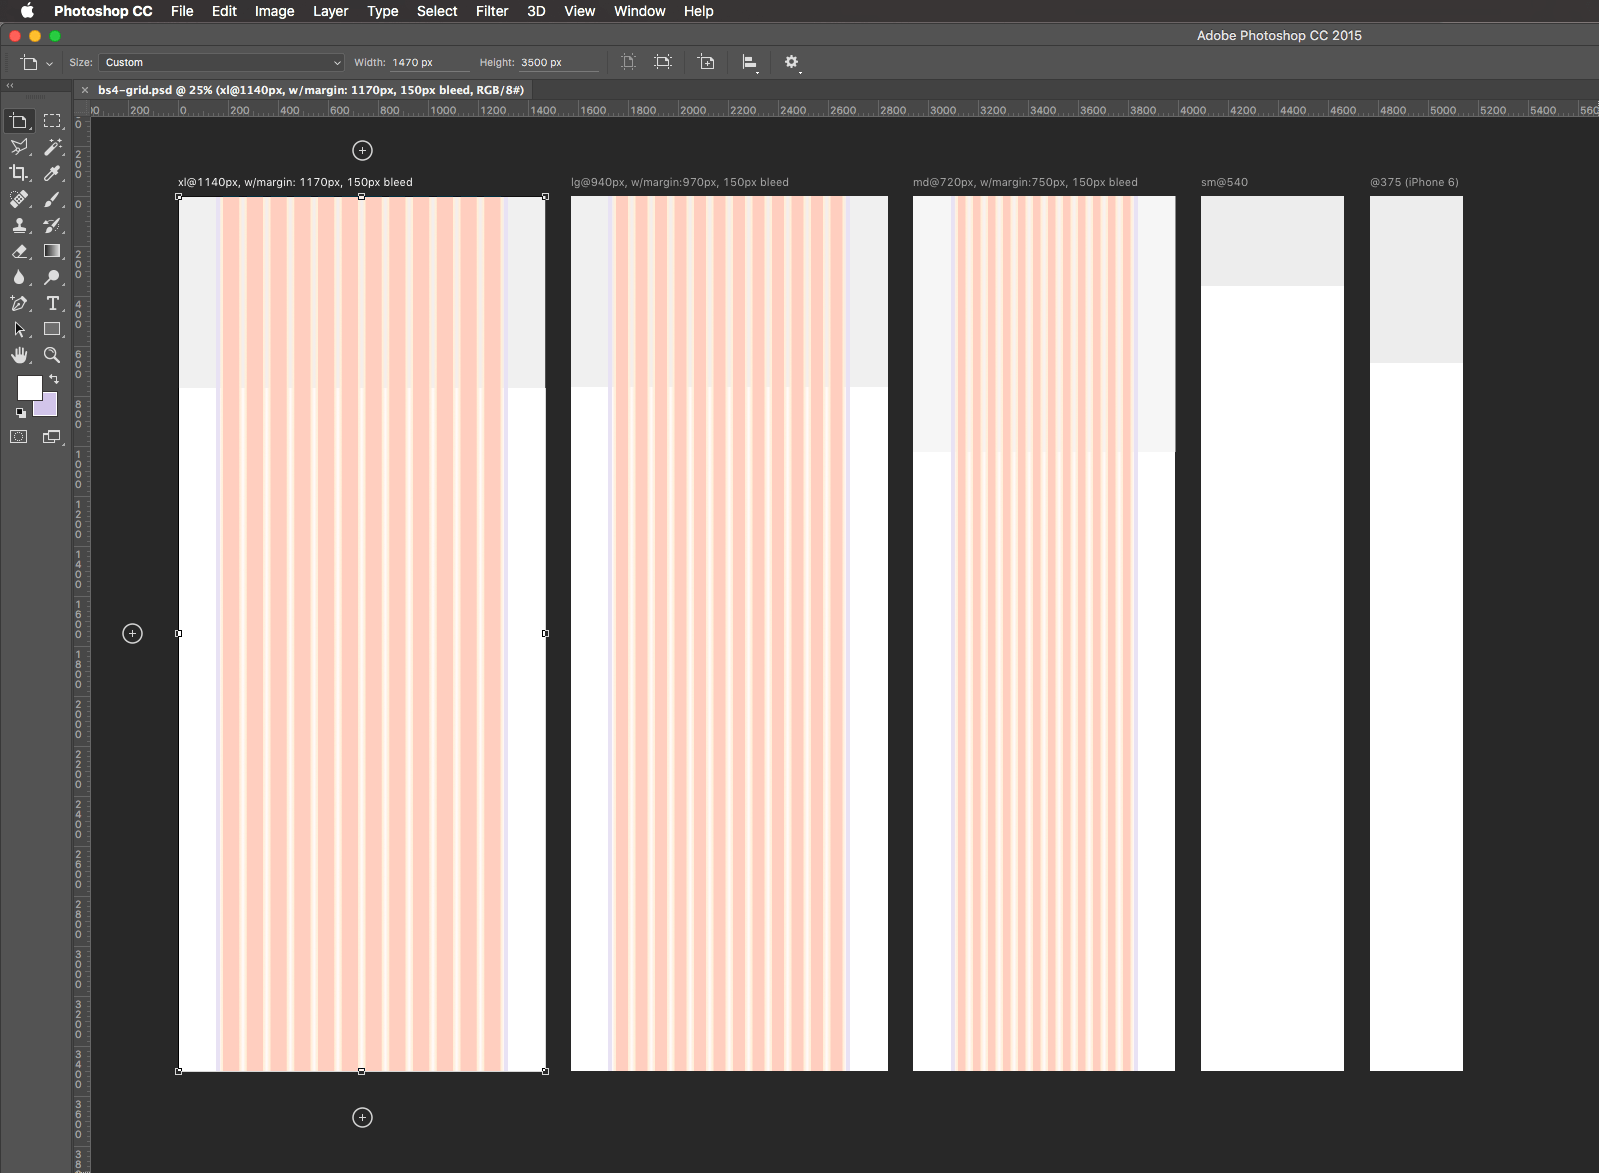 Photoshop CC File Edit Image Layer Type Select Filter 3D View Window Help
Adobe Photoshop CC 2015
Size: Custom Width: 1470 px Height: 3500 px
× bs4-grid.psd @ 25% (xl@1140px, w/margin: 1170px, 150px bleed, RGB/8#)
200 0 200 400 600 800 1000 1200 1400 1600 1800 2000 2200 2400 2600 2800 3000 3200 3400 3600 3800 4000 4200 4400 4600 4800 5000 5200 5400 560
xl@1140px, w/margin: 1170px, 150px bleed
lg@940px, w/margin:970px, 150px bleed
md@720px, w/margin:750px, 150px bleed
sm@540
@375 (iPhone 6)
200
0
200
400
600
800
1000
1200
1400
1600
1800
2000
2200
2400
2600
2800
3000
3200
3400
3600